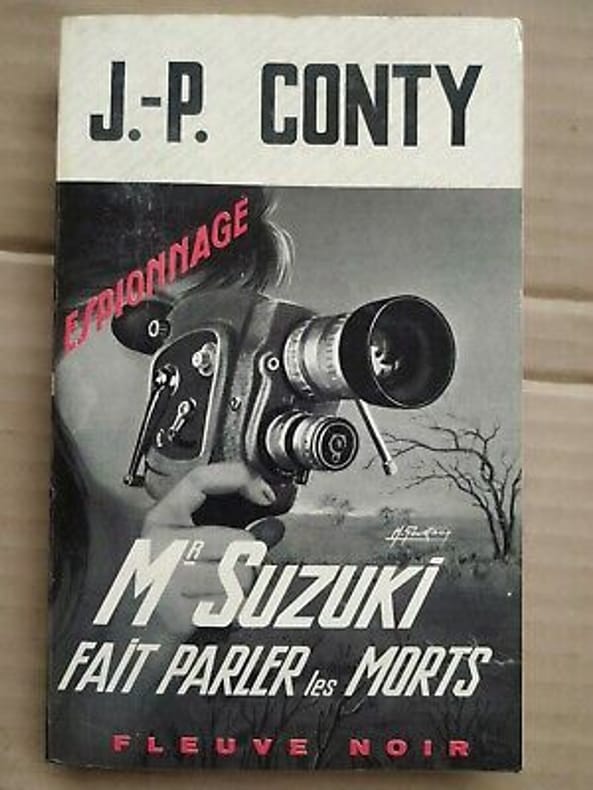 J.-P. CONTY
ESPIONNAGE
MR SUZUKI
FAIT PARLER les MORTS
FLEUVE NOIR